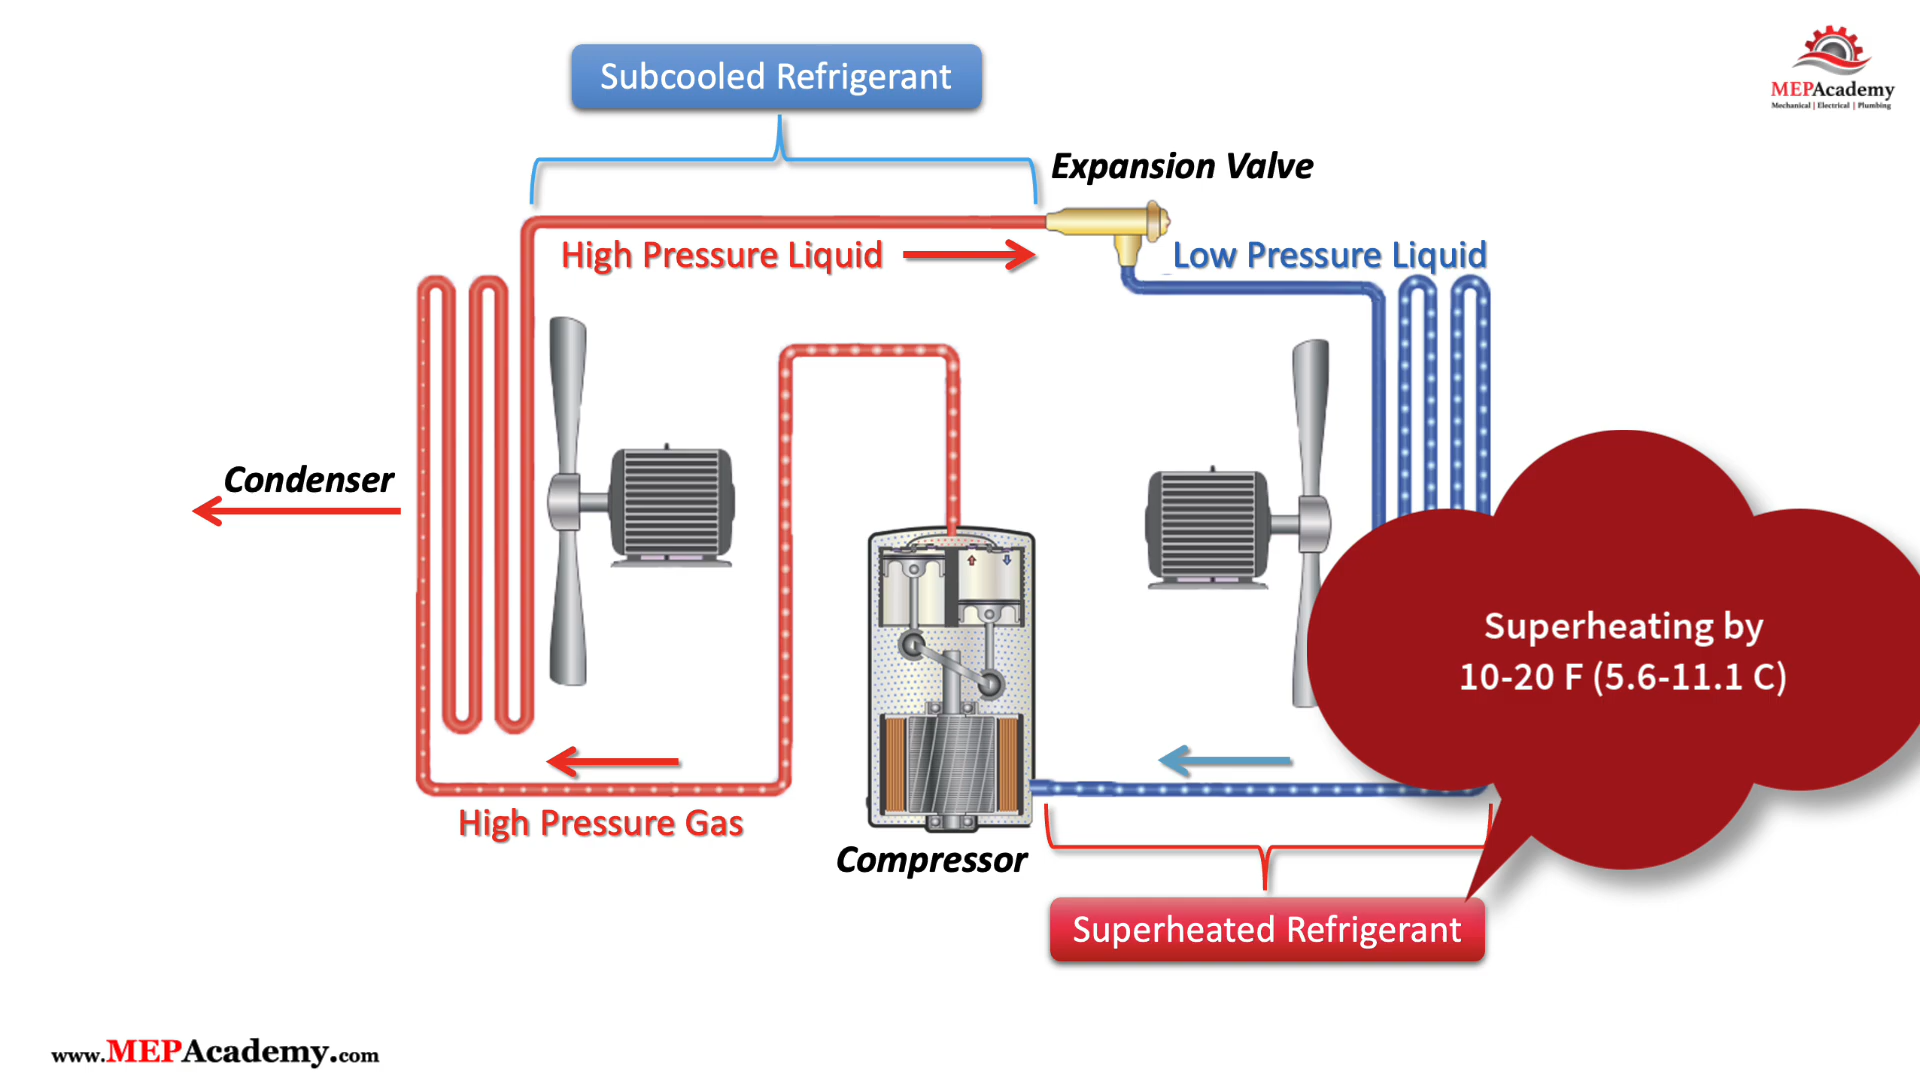 Subcooled Refrigerant
MEPAcademy
Mechanical | Electrical | Plumbing
Expansion Valve
High Pressure Liquid
Low Pressure Liquid
Condenser
Superheating by
10-20 F (5.6-11.1 C)
High Pressure Gas
Compressor
Superheated Refrigerant
www.MEPAcademy.com